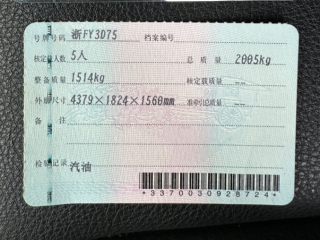 号牌号码 浙FY3D75 档案编号
核定载人数 5人 总质量 2005kg
整备质量 1514kg 核定载质量 --
外廓尺寸 4379×1824×1560mm 准牵引总质量 --
备注
检验记录 汽油
*3370030928724*